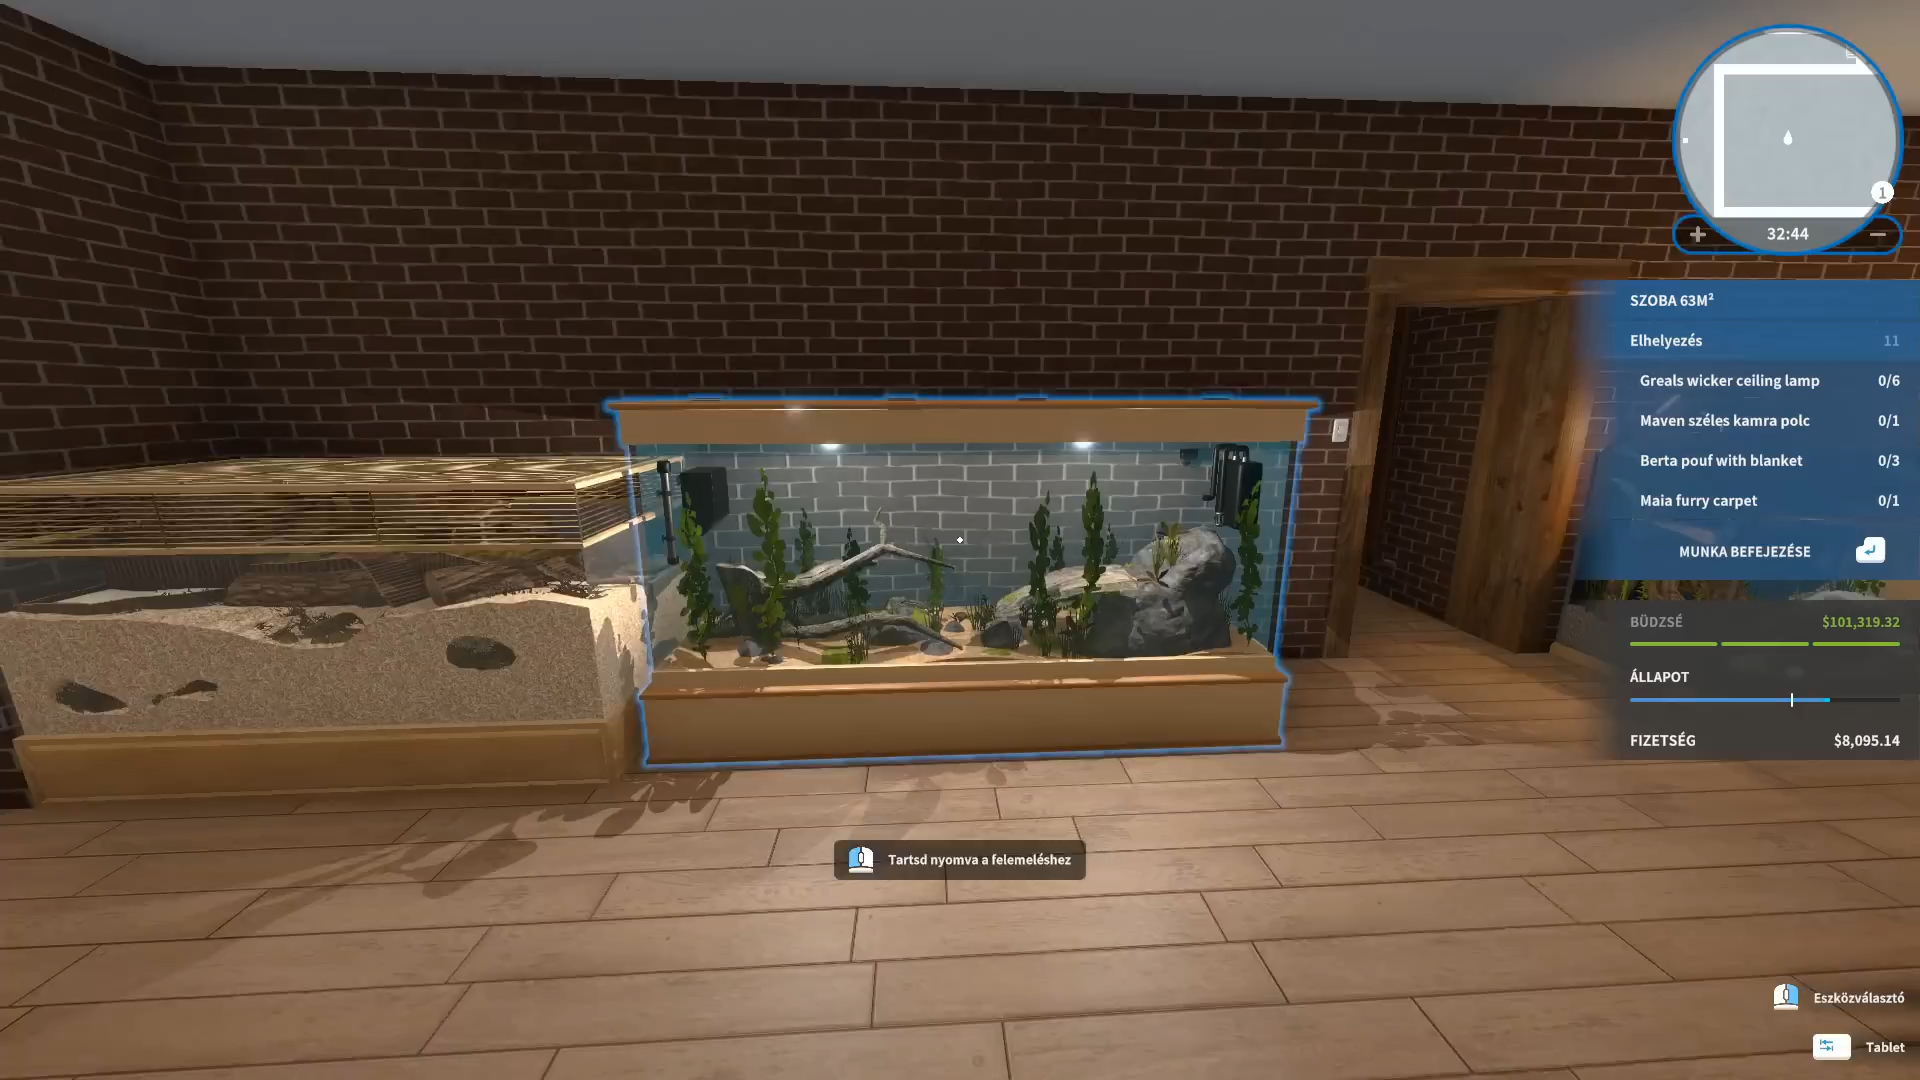 1
32:44
SZOBA 63M²
Elhelyezés 11
Greals wicker ceiling lamp 0/6
Maven széles kamra polc 0/1
Berta pouf with blanket 0/3
Maia furry carpet 0/1
MUNKA BEFEJEZÉSE
BÜDZSÉ $101,319.32
ÁLLAPOT
FIZETSÉG $8,095.14
Tartsd nyomva a felemeléshez
Eszközválasztó
Tablet